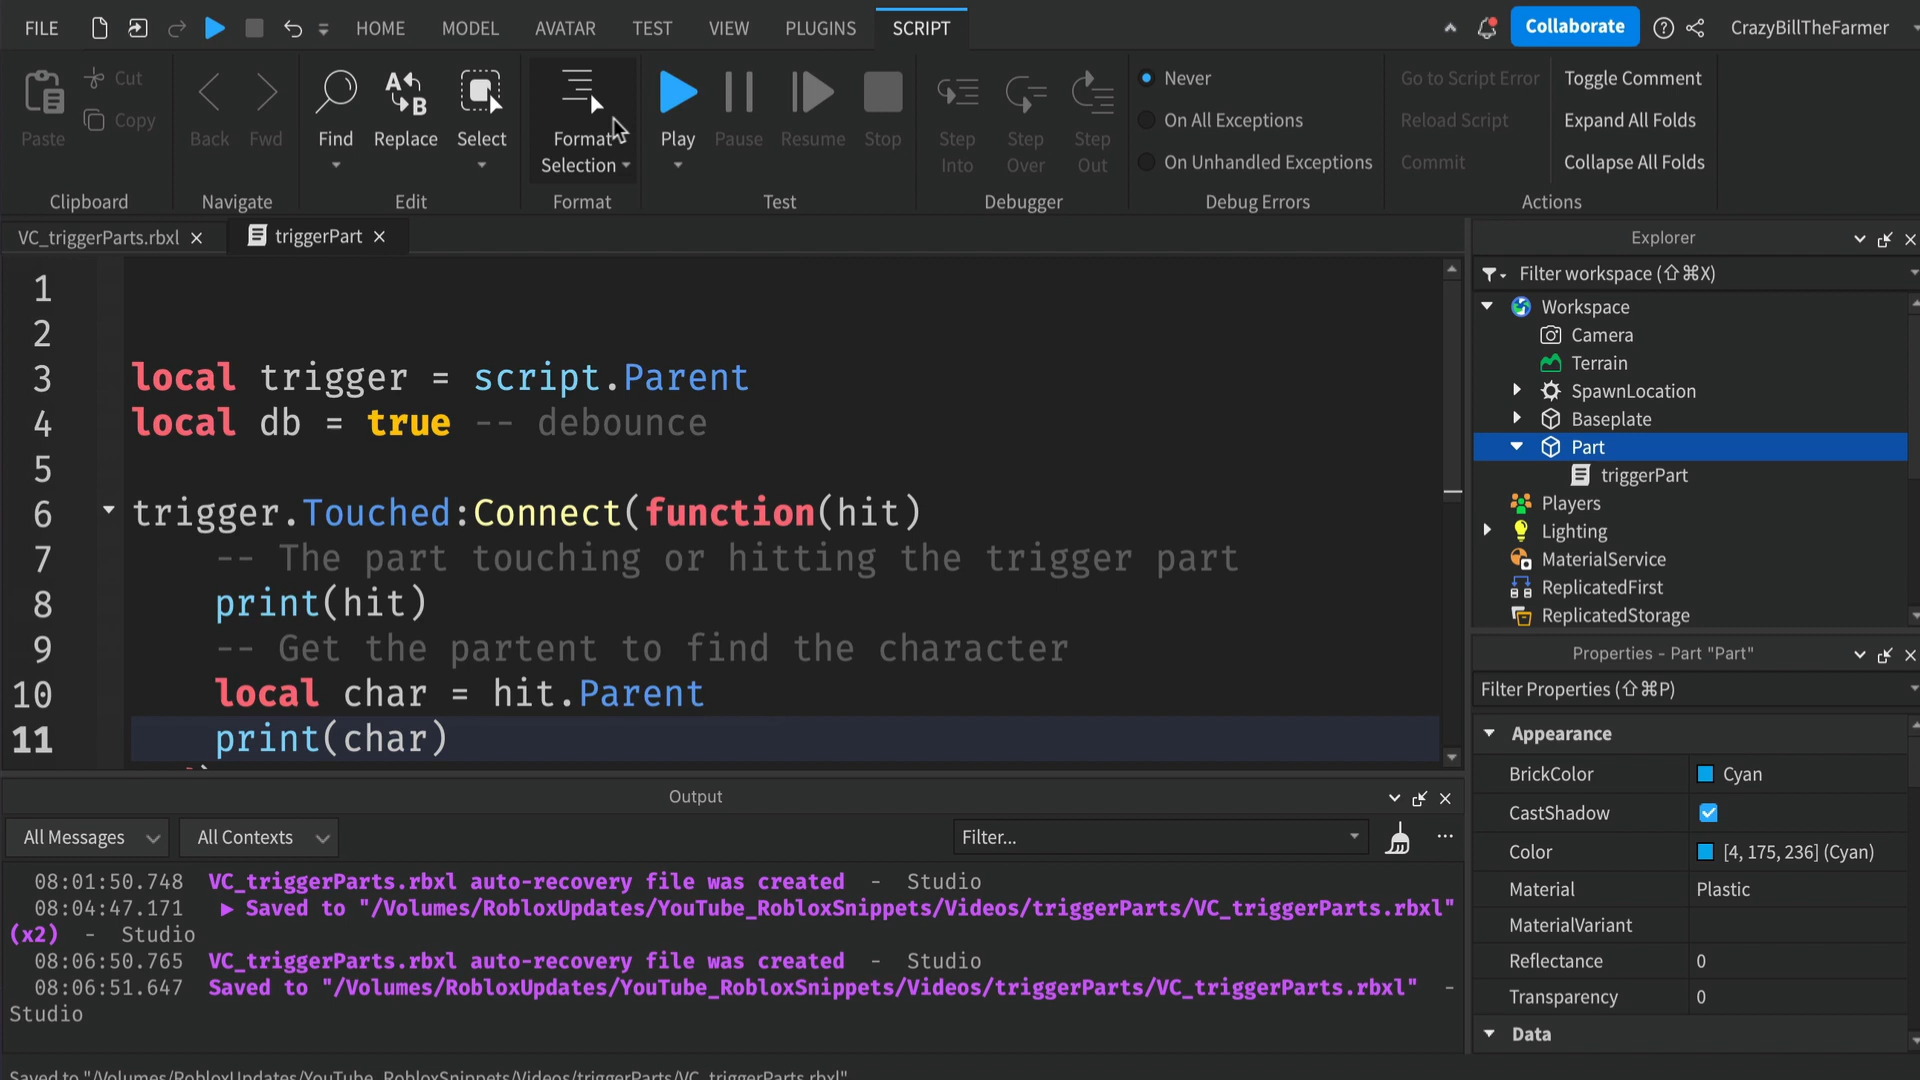 FILE HOME MODEL AVATAR TEST VIEW PLUGINS SCRIPT Collaborate CrazyBillTheFarmer
Paste Cut Copy
Clipboard
Back Fwd
Navigate
Find Replace Select
Edit
Format Selection
Format
Play Pause Resume Stop
Test
Step Into Step Over Step Out
Debugger
Never
On All Exceptions
On Unhandled Exceptions
Debug Errors
Go to Script Error Toggle Comment
Reload Script Expand All Folds
Commit Collapse All Folds
Actions
VC_triggerParts.rbxl triggerPart
1
2
3 local trigger = script.Parent
4 local db = true -- debounce
5
6 trigger.Touched:Connect(function(hit)
7 -- The part touching or hitting the trigger part
8 print(hit)
9 -- Get the partent to find the character
10 local char = hit.Parent
11 print(char)
Output
All Messages All Contexts Filter...
08:01:50.748 VC_triggerParts.rbxl auto-recovery file was created - Studio
08:04:47.171 ▶ Saved to "/Volumes/RobloxUpdates/YouTube_RobloxSnippets/Videos/triggerParts/VC_triggerParts.rbxl"
(x2) - Studio
08:06:50.765 VC_triggerParts.rbxl auto-recovery file was created - Studio
08:06:51.647 Saved to "/Volumes/RobloxUpdates/YouTube_RobloxSnippets/Videos/triggerParts/VC_triggerParts.rbxl" -
Studio
Saved to "/Volumes/RobloxUpdates/YouTube_RobloxSnippets/Videos/triggerParts/VC_triggerParts.rbxl"
Explorer
Filter workspace (⇧⌘X)
Workspace
Camera
Terrain
SpawnLocation
Baseplate
Part
triggerPart
Players
Lighting
MaterialService
ReplicatedFirst
ReplicatedStorage
Properties - Part "Part"
Filter Properties (⇧⌘P)
Appearance
BrickColor Cyan
CastShadow
Color [4, 175, 236] (Cyan)
Material Plastic
MaterialVariant
Reflectance 0
Transparency 0
Data